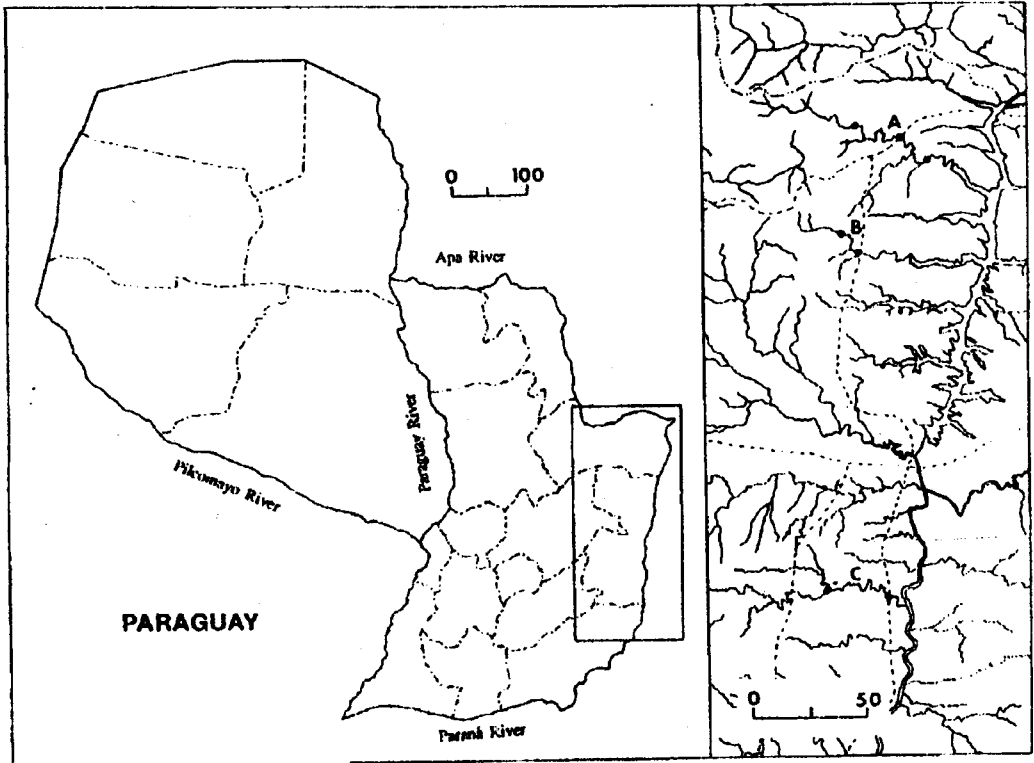 0 100
Apa River
Paraguay River
Pilcomayo River
PARAGUAY
Paraná River
A
B
C
0 50